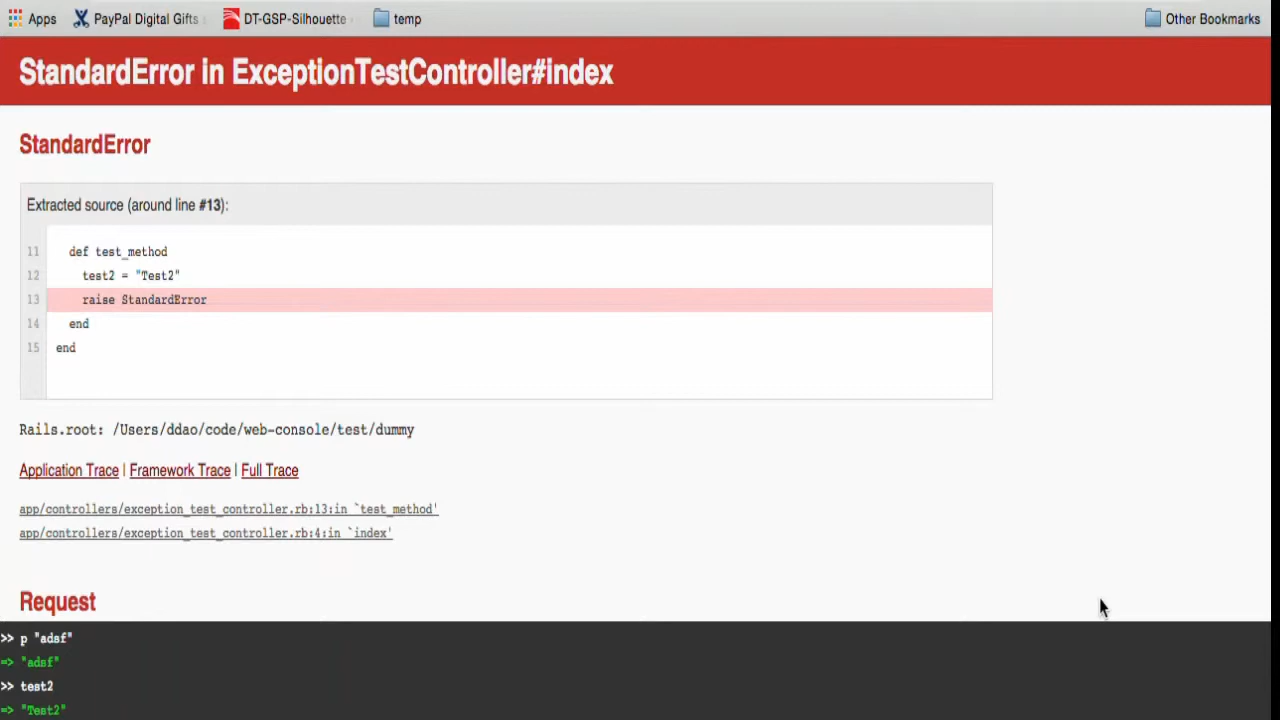 Apps PayPal Digital Gifts DT-GSP-Silhouette temp Other Bookmarks
StandardError in ExceptionTestController#index
StandardError
Extracted source (around line #13):
11 def test_method
12 test2 = "Test2"
13 raise StandardError
14 end
15 end
Rails.root: /Users/ddao/code/web-console/test/dummy
Application Trace | Framework Trace | Full Trace
app/controllers/exception_test_controller.rb:13:in `test_method'
app/controllers/exception_test_controller.rb:4:in `index'
Request
>> p "adsf"
=> "adsf"
>> test2
=> "Test2"